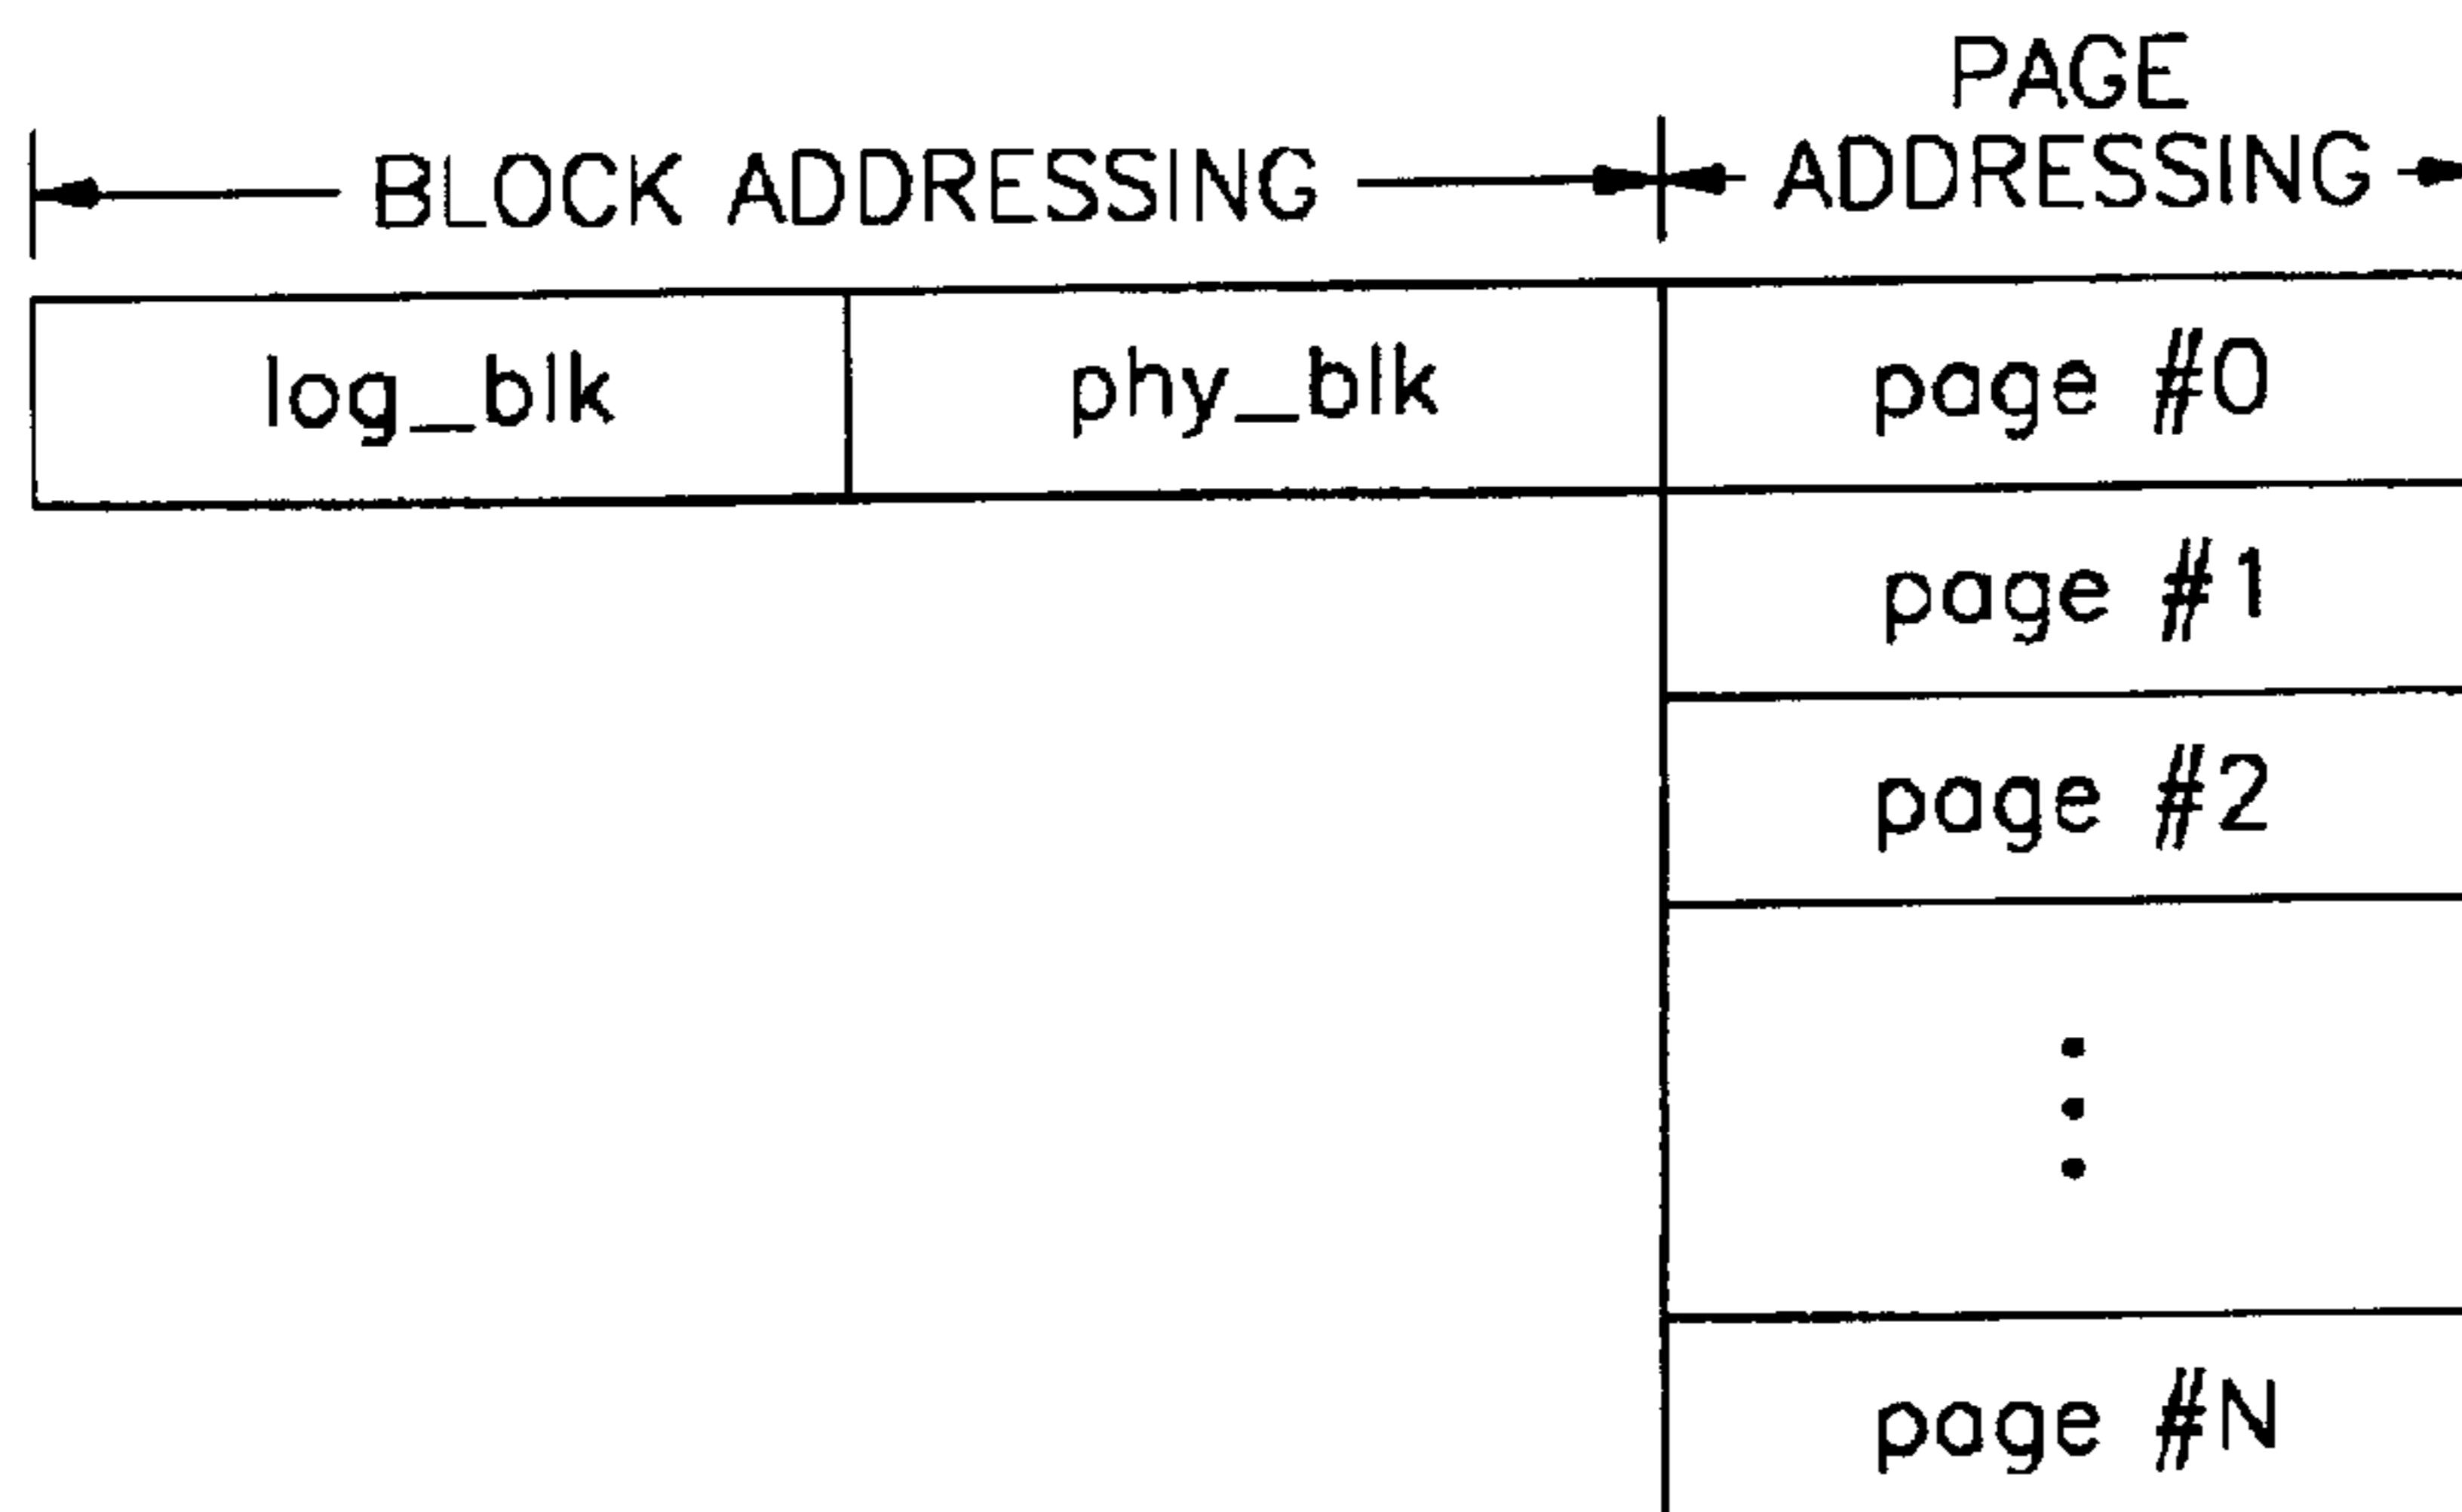 PAGE
BLOCK ADDRESSING ADDRESSING
log_blk phy_blk page #0
page #1
page #2
page #N